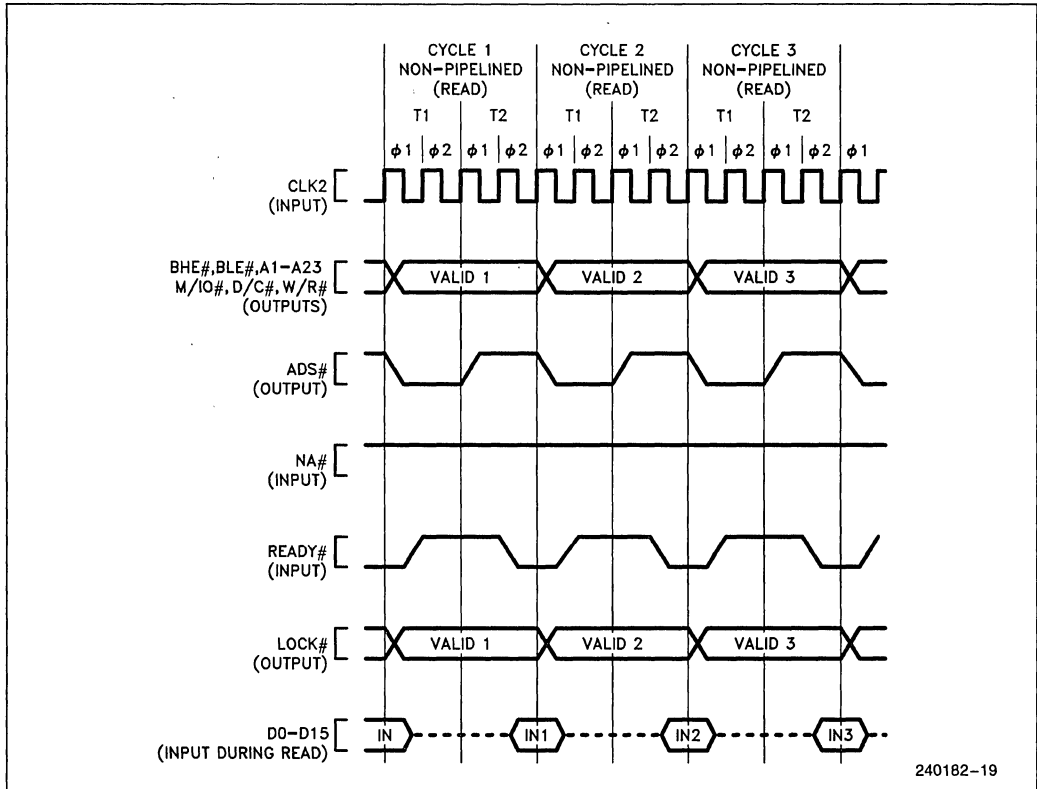 CYCLE 1 CYCLE 2 CYCLE 3
NON-PIPELINED NON-PIPELINED NON-PIPELINED
(READ) (READ) (READ)
T1 T2 T1 T2 T1 T2
ϕ1 ϕ2 ϕ1 ϕ2 ϕ1 ϕ2 ϕ1 ϕ2 ϕ1 ϕ2 ϕ1 ϕ2 ϕ1
CLK2
(INPUT)
BHE#,BLE#,A1-A23
M/IO#,D/C#,W/R#
(OUTPUTS)
VALID 1 VALID 2 VALID 3
ADS#
(OUTPUT)
NA#
(INPUT)
READY#
(INPUT)
LOCK#
(OUTPUT)
VALID 1 VALID 2 VALID 3
D0-D15
(INPUT DURING READ)
IN IN1 IN2 IN3
240182-19